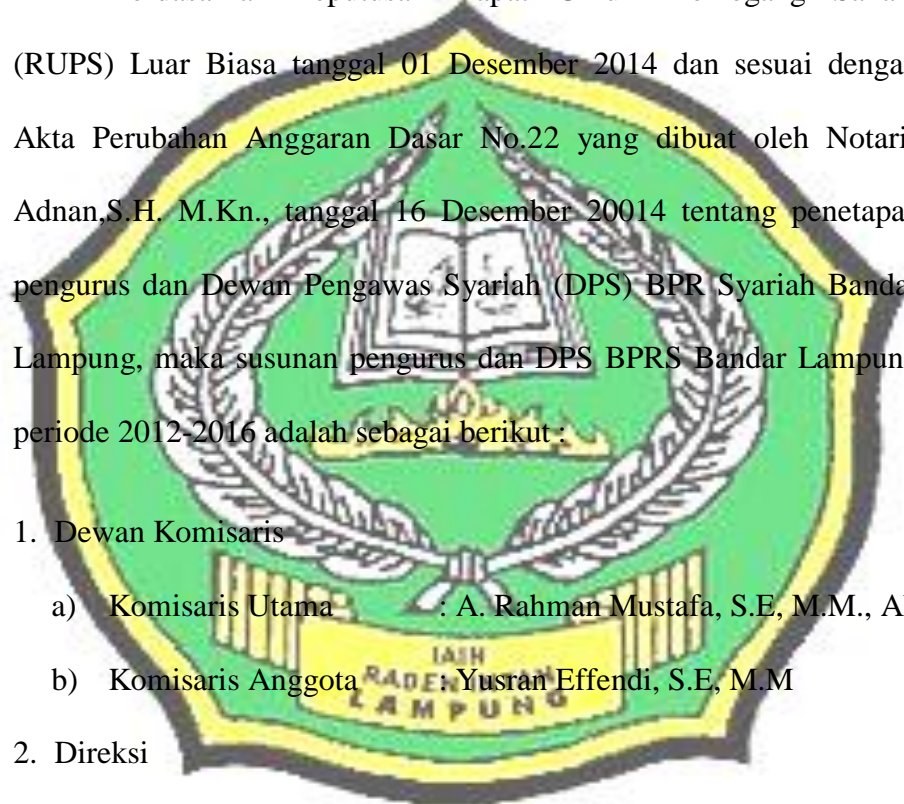 (RUPS) Luar Biasa tanggal 01 Desember 2014 dan sesuai denga
Akta Perubahan Anggaran Dasar No.22 yang dibuat oleh Notari
Adnan,S.H. M.Kn., tanggal 16 Desember 20014 tentang penetapa
pengurus dan Dewan Pengawas Syariah (DPS) BPR Syariah Banda
Lampung, maka susunan pengurus dan DPS BPRS Bandar Lampun
periode 2012-2016 adalah sebagai berikut :
1. Dewan Komisaris
a) Komisaris Utama : A. Rahman Mustafa, S.E, M.M., A
IAIN
b) Komisaris Anggota : Yusran Effendi, S.E, M.M
RADEN
LAMPUNG
2. Direksi